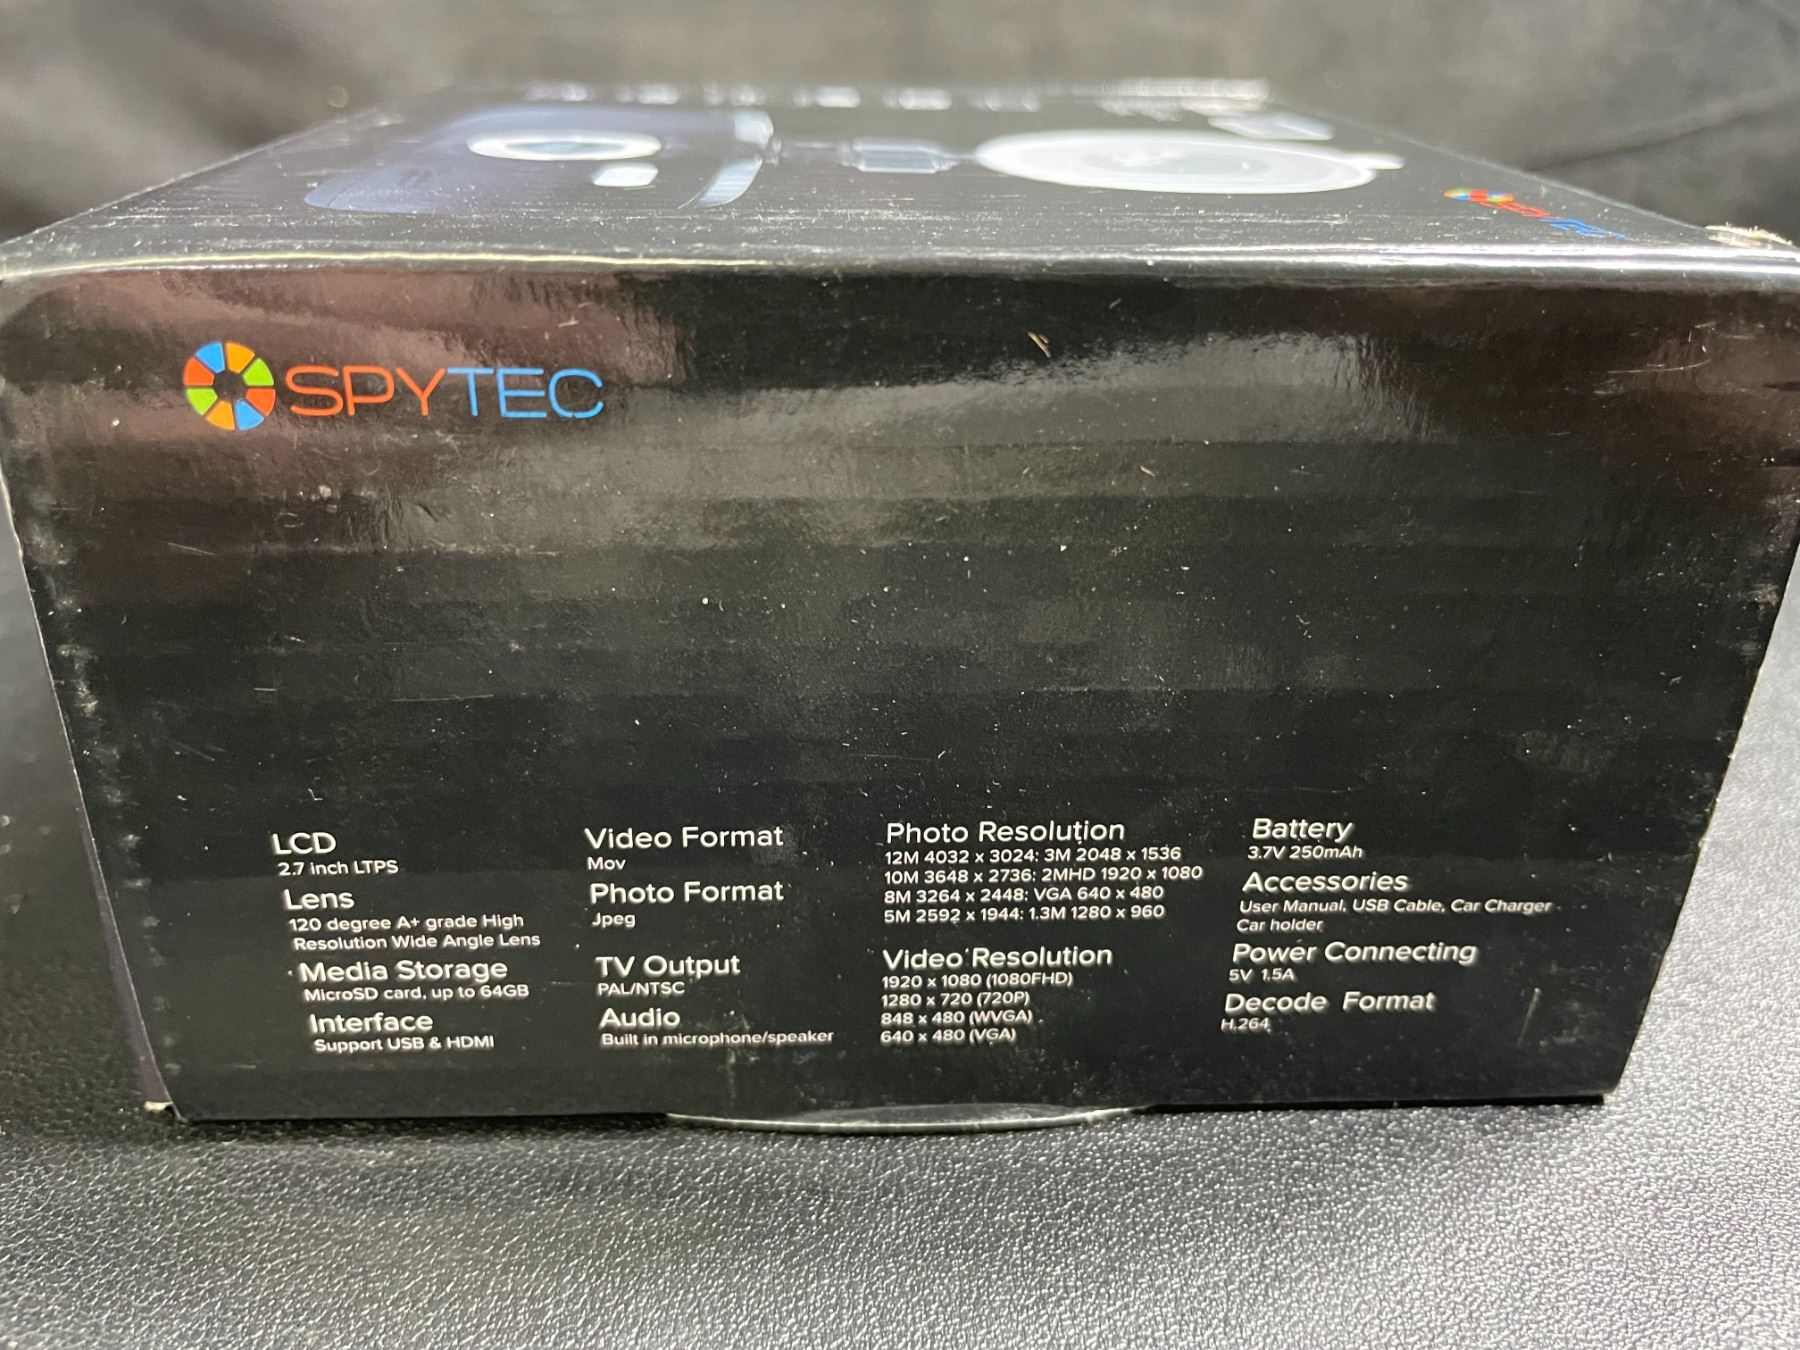 SPYTEC
SPYTEC
LCD
2.7 inch LTPS
Lens
120 degree A+ grade High
Resolution Wide Angle Lens
Media Storage
MicroSD card, up to 64GB
Interface
Support USB & HDMI
Video Format
Mov
Photo Format
Jpeg
TV Output
PAL/NTSC
Audio
Built in microphone/speaker
Photo Resolution
12M 4032 x 3024: 3M 2048 x 1536
10M 3648 x 2736: 2MHD 1920 x 1080
8M 3264 x 2448: VGA 640 x 480
5M 2592 x 1944: 1.3M 1280 x 960
Video Resolution
1920 x 1080 (1080FHD)
1280 x 720 (720P)
848 x 480 (WVGA)
640 x 480 (VGA)
Battery
3.7V 250mAh
Accessories
User Manual, USB Cable, Car Charger
Car holder
Power Connecting
5V 1.5A
Decode Format
H.264